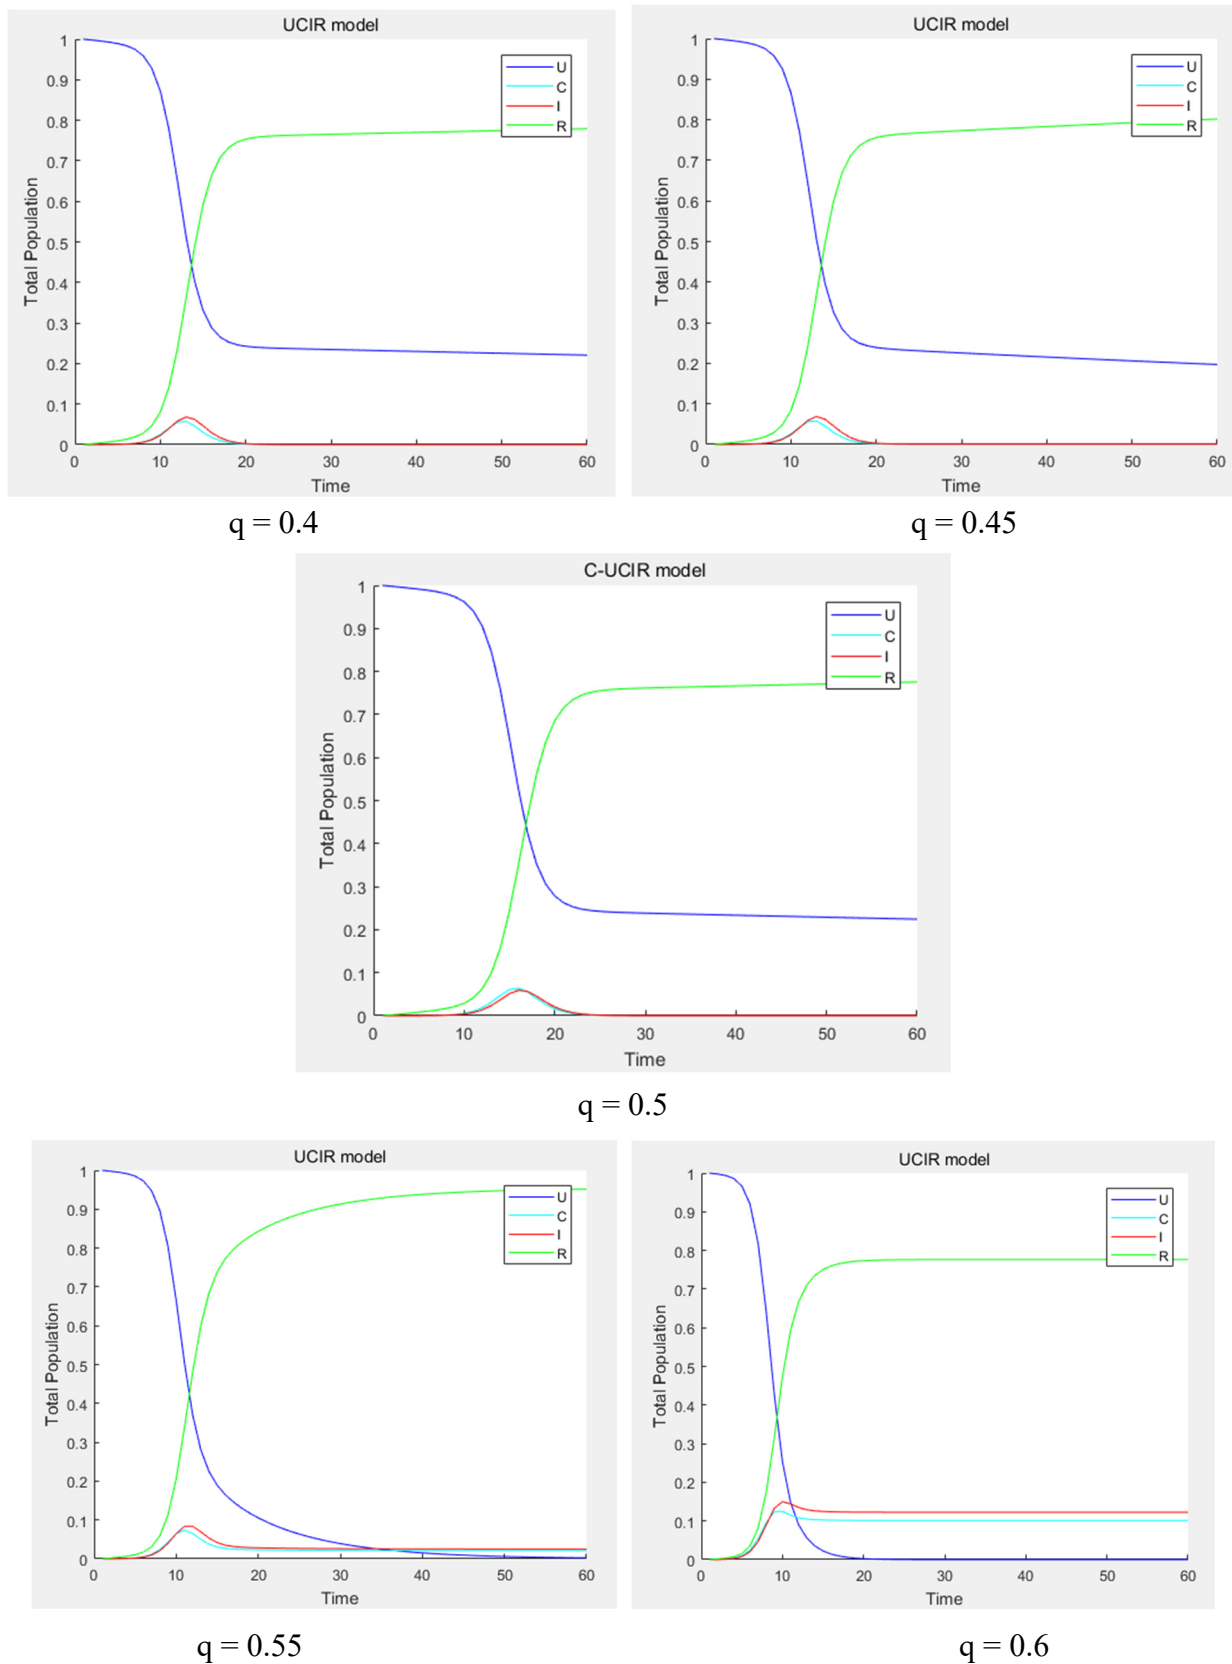 UCIR model
1
0.9
0.8
0.7
0.6
0.5
0.4
0.3
0.2
0.1
0
0 10 20 30 40 50 60
Total Population
Time
U
C
I
R
q = 0.4
UCIR model
1
0.9
0.8
0.7
0.6
0.5
0.4
0.3
0.2
0.1
0
0 10 20 30 40 50 60
Total Population
Time
U
C
I
R
q = 0.45
C-UCIR model
1
0.9
0.8
0.7
0.6
0.5
0.4
0.3
0.2
0.1
0
0 10 20 30 40 50 60
Total Population
Time
U
C
I
R
q = 0.5
UCIR model
1
0.9
0.8
0.7
0.6
0.5
0.4
0.3
0.2
0.1
0
0 10 20 30 40 50 60
Total Population
Time
U
C
I
R
q = 0.55
UCIR model
1
0.9
0.8
0.7
0.6
0.5
0.4
0.3
0.2
0.1
0
0 10 20 30 40 50 60
Total Population
Time
U
C
I
R
q = 0.6